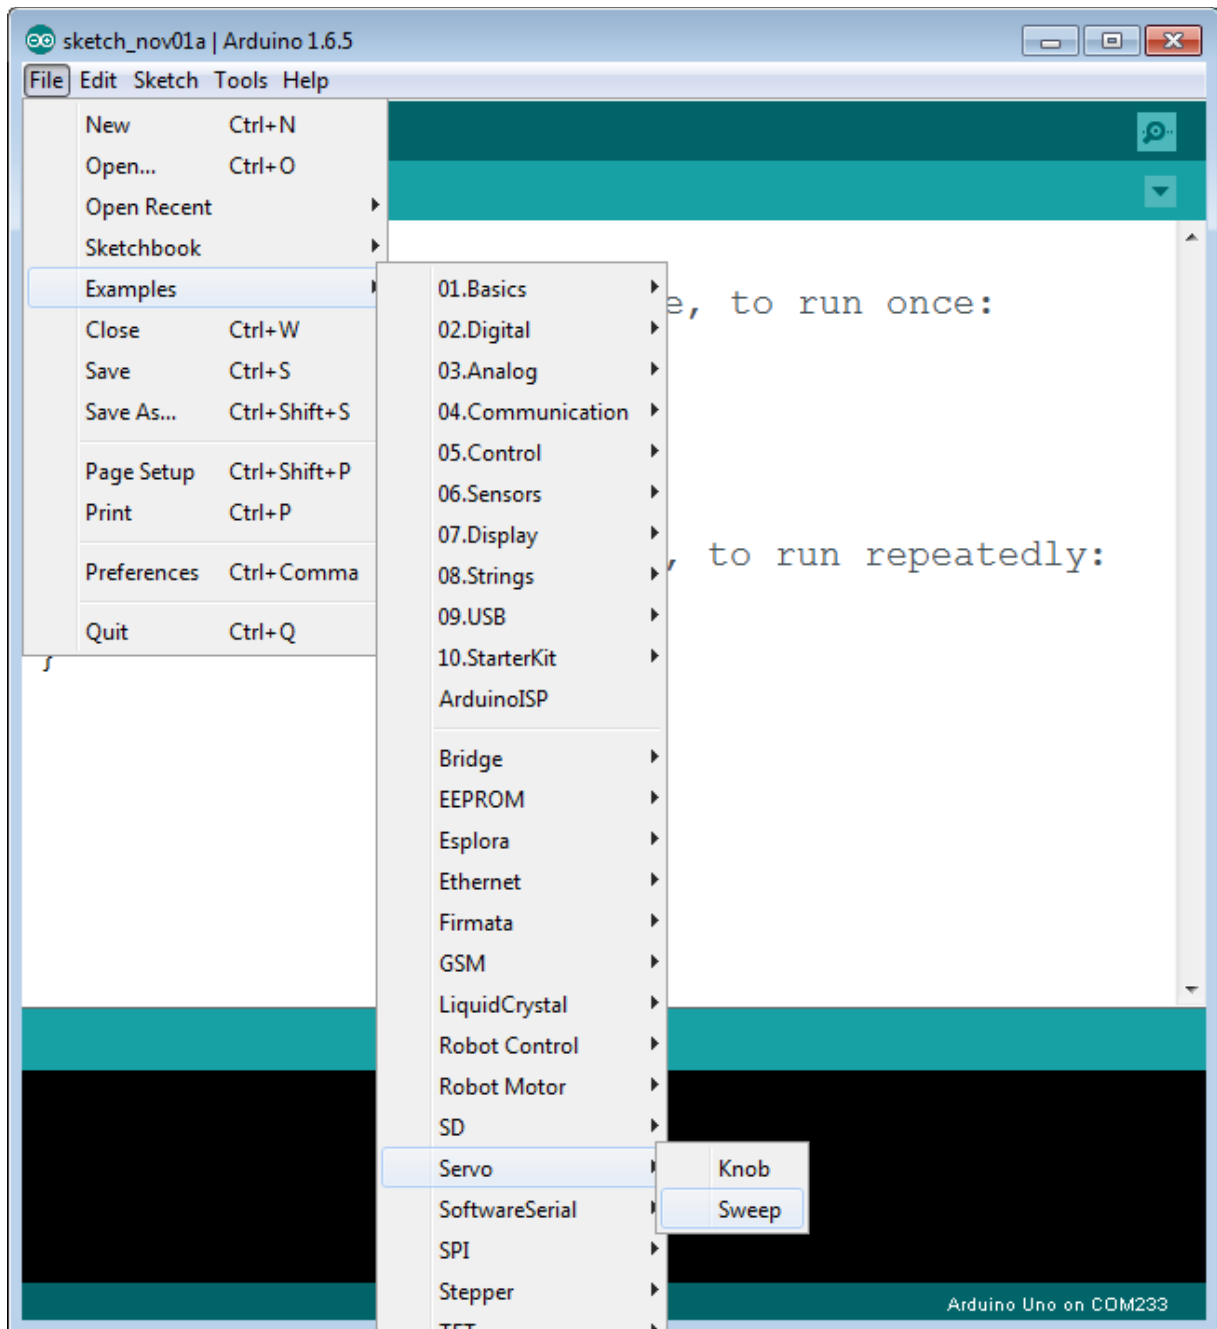 sketch_nov01a | Arduino 1.6.5
File Edit Sketch Tools Help
New Ctrl+N
Open... Ctrl+O
Open Recent
Sketchbook
Examples
Close Ctrl+W
Save Ctrl+S
Save As... Ctrl+Shift+S
Page Setup Ctrl+Shift+P
Print Ctrl+P
Preferences Ctrl+Comma
Quit Ctrl+Q
}
01.Basics
02.Digital
03.Analog
04.Communication
05.Control
06.Sensors
07.Display
08.Strings
09.USB
10.StarterKit
ArduinoISP
Bridge
EEPROM
Esplora
Ethernet
Firmata
GSM
LiquidCrystal
Robot Control
Robot Motor
SD
Servo
SoftwareSerial
SPI
Stepper
TFT
Knob
Sweep
e, to run once:
, to run repeatedly:
Arduino Uno on COM233